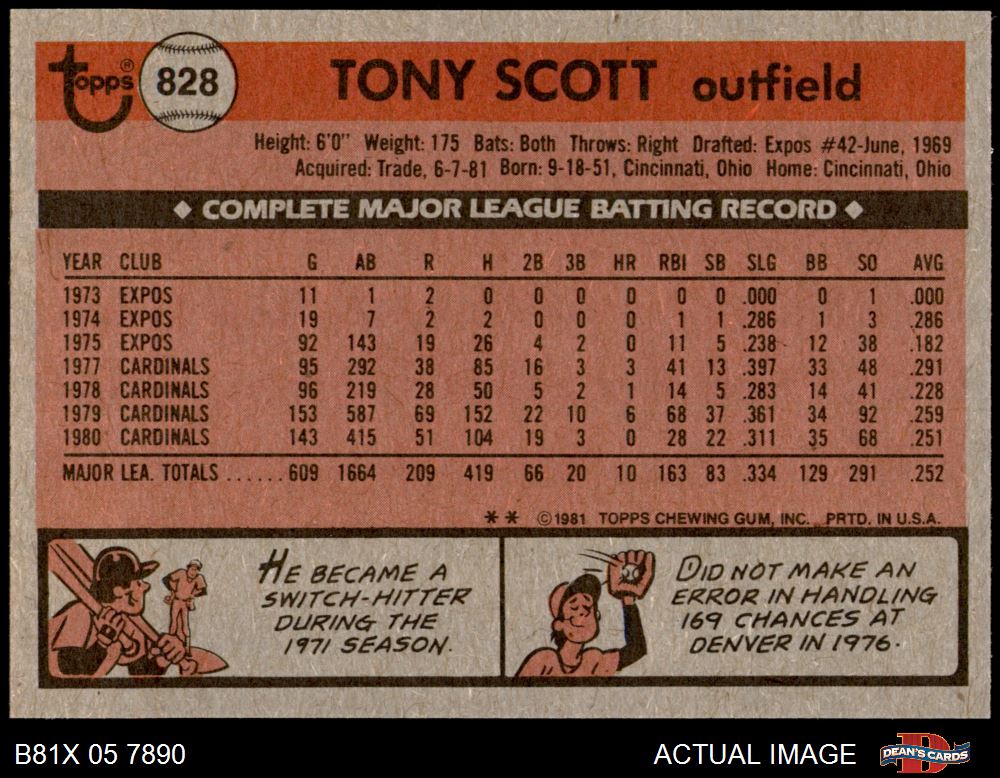 Topps® 828 TONY SCOTT outfield
Height: 6'0" Weight: 175 Bats: Both Throws: Right Drafted: Expos #42-June, 1969
Acquired: Trade, 6-7-81 Born: 9-18-51, Cincinnati, Ohio Home: Cincinnati, Ohio
◆ COMPLETE MAJOR LEAGUE BATTING RECORD ◆
YEAR CLUB G AB R H 2B 3B HR RBI SB SLG BB SO AVG
1973 EXPOS 11 1 2 0 0 0 0 0 0 .000 0 1 .000
1974 EXPOS 19 7 2 2 0 0 0 1 1 .286 1 3 .286
1975 EXPOS 92 143 19 26 4 2 0 11 5 .238 12 38 .182
1977 CARDINALS 95 292 38 85 16 3 3 41 13 .397 33 48 .291
1978 CARDINALS 96 219 28 50 5 2 1 14 5 .283 14 41 .228
1979 CARDINALS 153 587 69 152 22 10 6 68 37 .361 34 92 .259
1980 CARDINALS 143 415 51 104 19 3 0 28 22 .311 35 68 .251
MAJOR LEA. TOTALS ...... 609 1664 209 419 66 20 10 163 83 .334 129 291 .252
** ©1981 TOPPS CHEWING GUM, INC. PRTD. IN U.S.A.
HE BECAME A
SWITCH-HITTER
DURING THE
1971 SEASON.
DID NOT MAKE AN
ERROR IN HANDLING
169 CHANCES AT
DENVER IN 1976.
B81X 05 7890 ACTUAL IMAGE DEAN'S CARDS